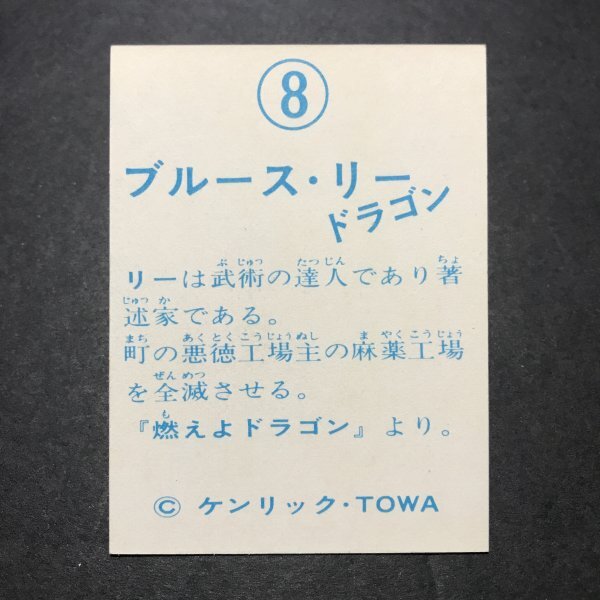 8
ブルース・リー
ドラゴン
リーは武術の達人であり著
述家である。
町の悪徳工場主の麻薬工場
を全滅させる。
『燃えよドラゴン』より。
© ケンリック・TOWA